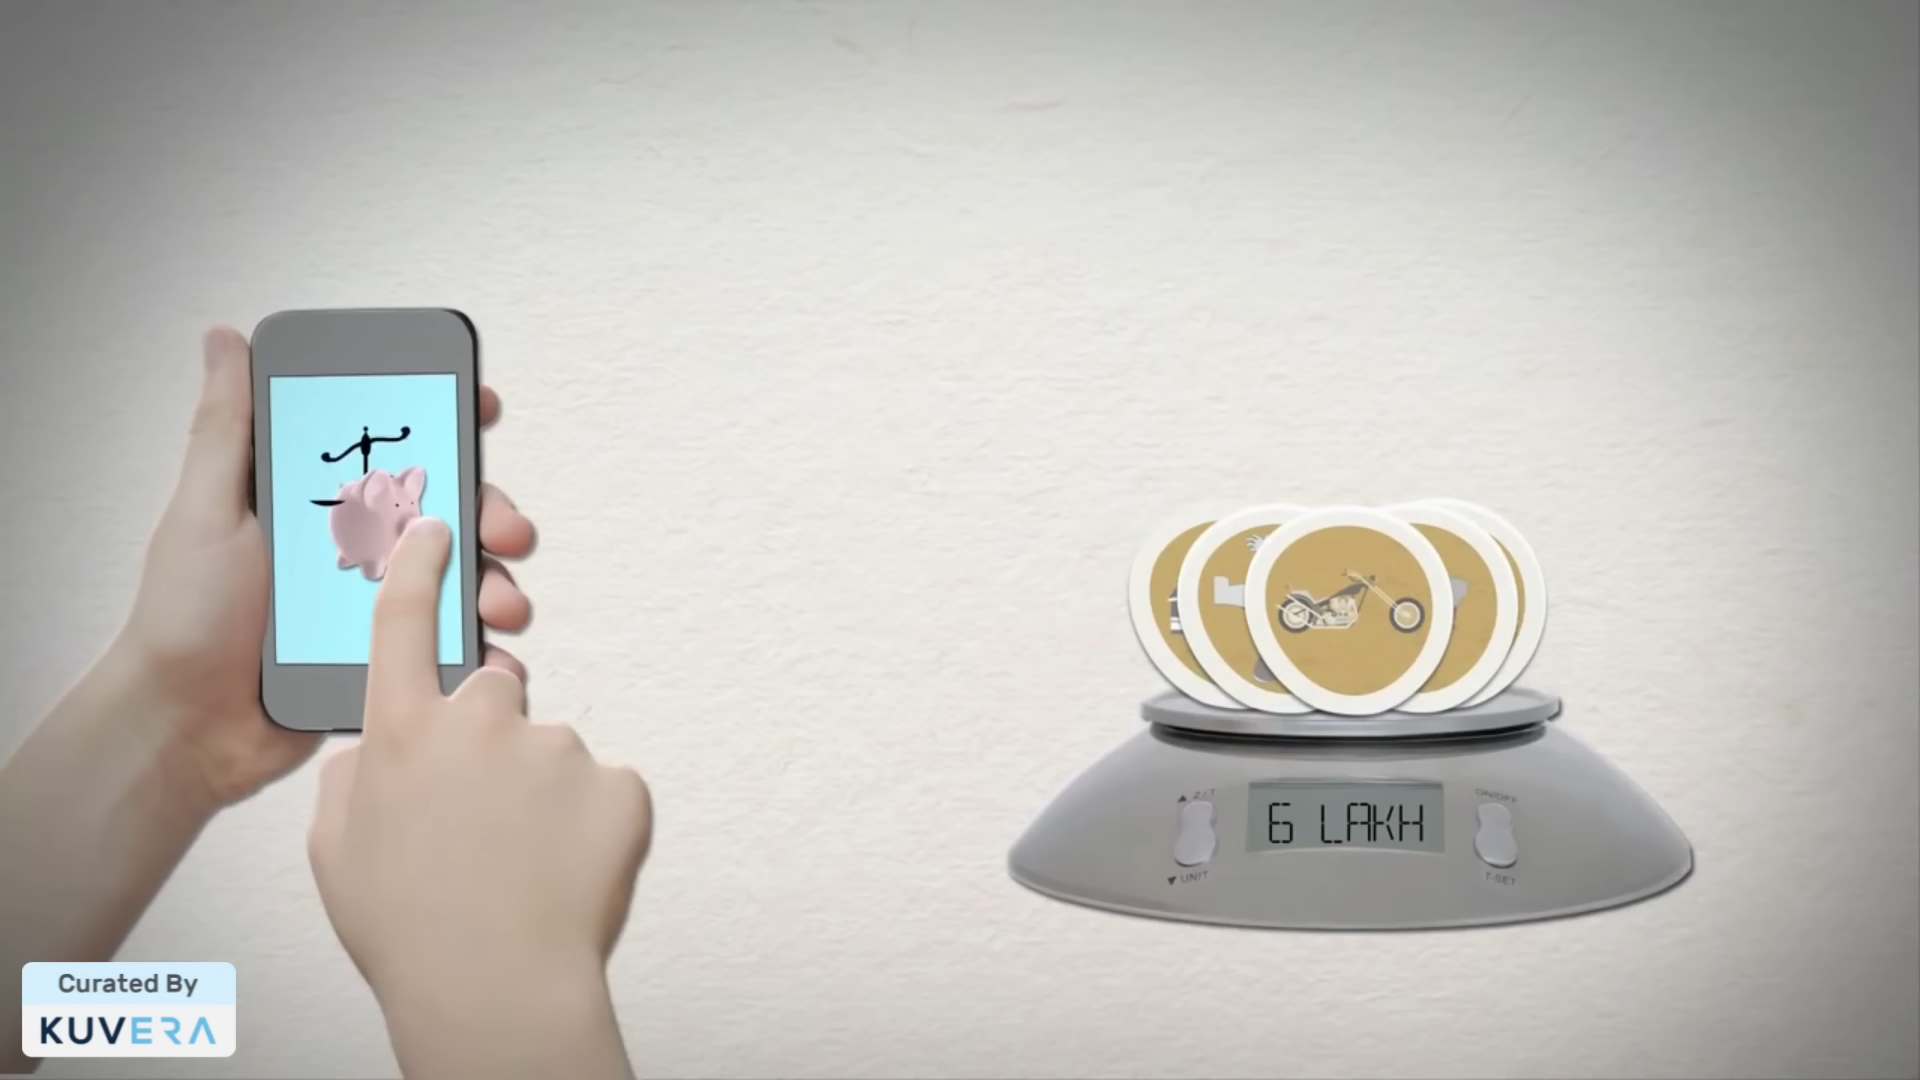 ▲ Z/T
ON/OFF
6 LAKH
▼ UNIT
T-SET
Curated By
KUVERA